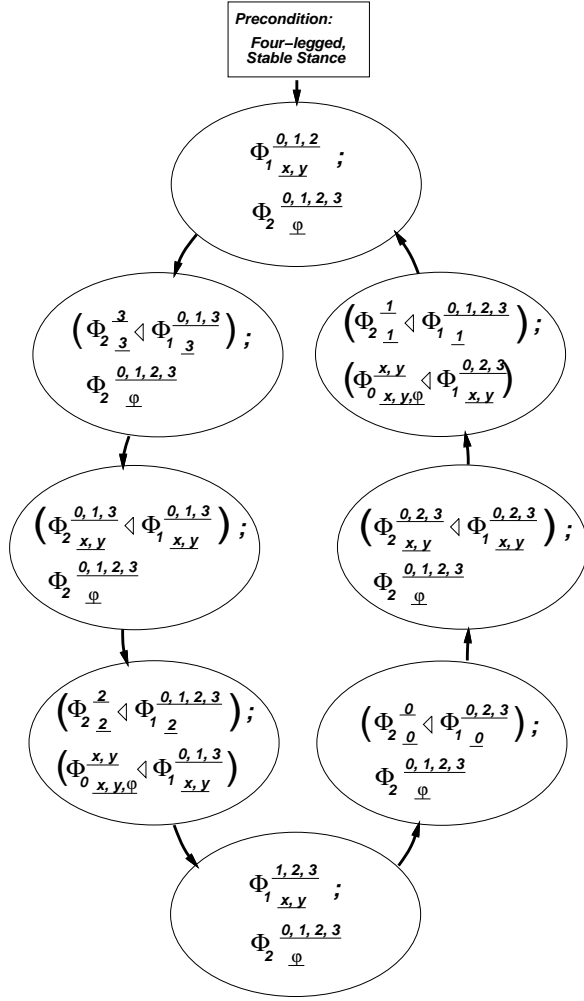 Precondition:
Four–legged,
Stable Stance
Φ₁ 0, 1, 2 x, y ;
Φ₂ 0, 1, 2, 3 φ
(Φ₂ 3 3 ◁ Φ₁ 0, 1, 3 3) ;
Φ₂ 0, 1, 2, 3 φ
(Φ₂ 1 1 ◁ Φ₁ 0, 1, 2, 3 1) ;
(Φ₀ x, y x, y,φ ◁ Φ₁ 0, 2, 3 x, y)
(Φ₂ 0, 1, 3 x, y ◁ Φ₁ 0, 1, 3 x, y) ;
Φ₂ 0, 1, 2, 3 φ
(Φ₂ 0, 2, 3 x, y ◁ Φ₁ 0, 2, 3 x, y) ;
Φ₂ 0, 1, 2, 3 φ
(Φ₂ 2 2 ◁ Φ₁ 0, 1, 2, 3 2) ;
(Φ₀ x, y x, y,φ ◁ Φ₁ 0, 1, 3 x, y)
(Φ₂ 0 0 ◁ Φ₁ 0, 2, 3 0) ;
Φ₂ 0, 1, 2, 3 φ
Φ₁ 1, 2, 3 x, y ;
Φ₂ 0, 1, 2, 3 φ